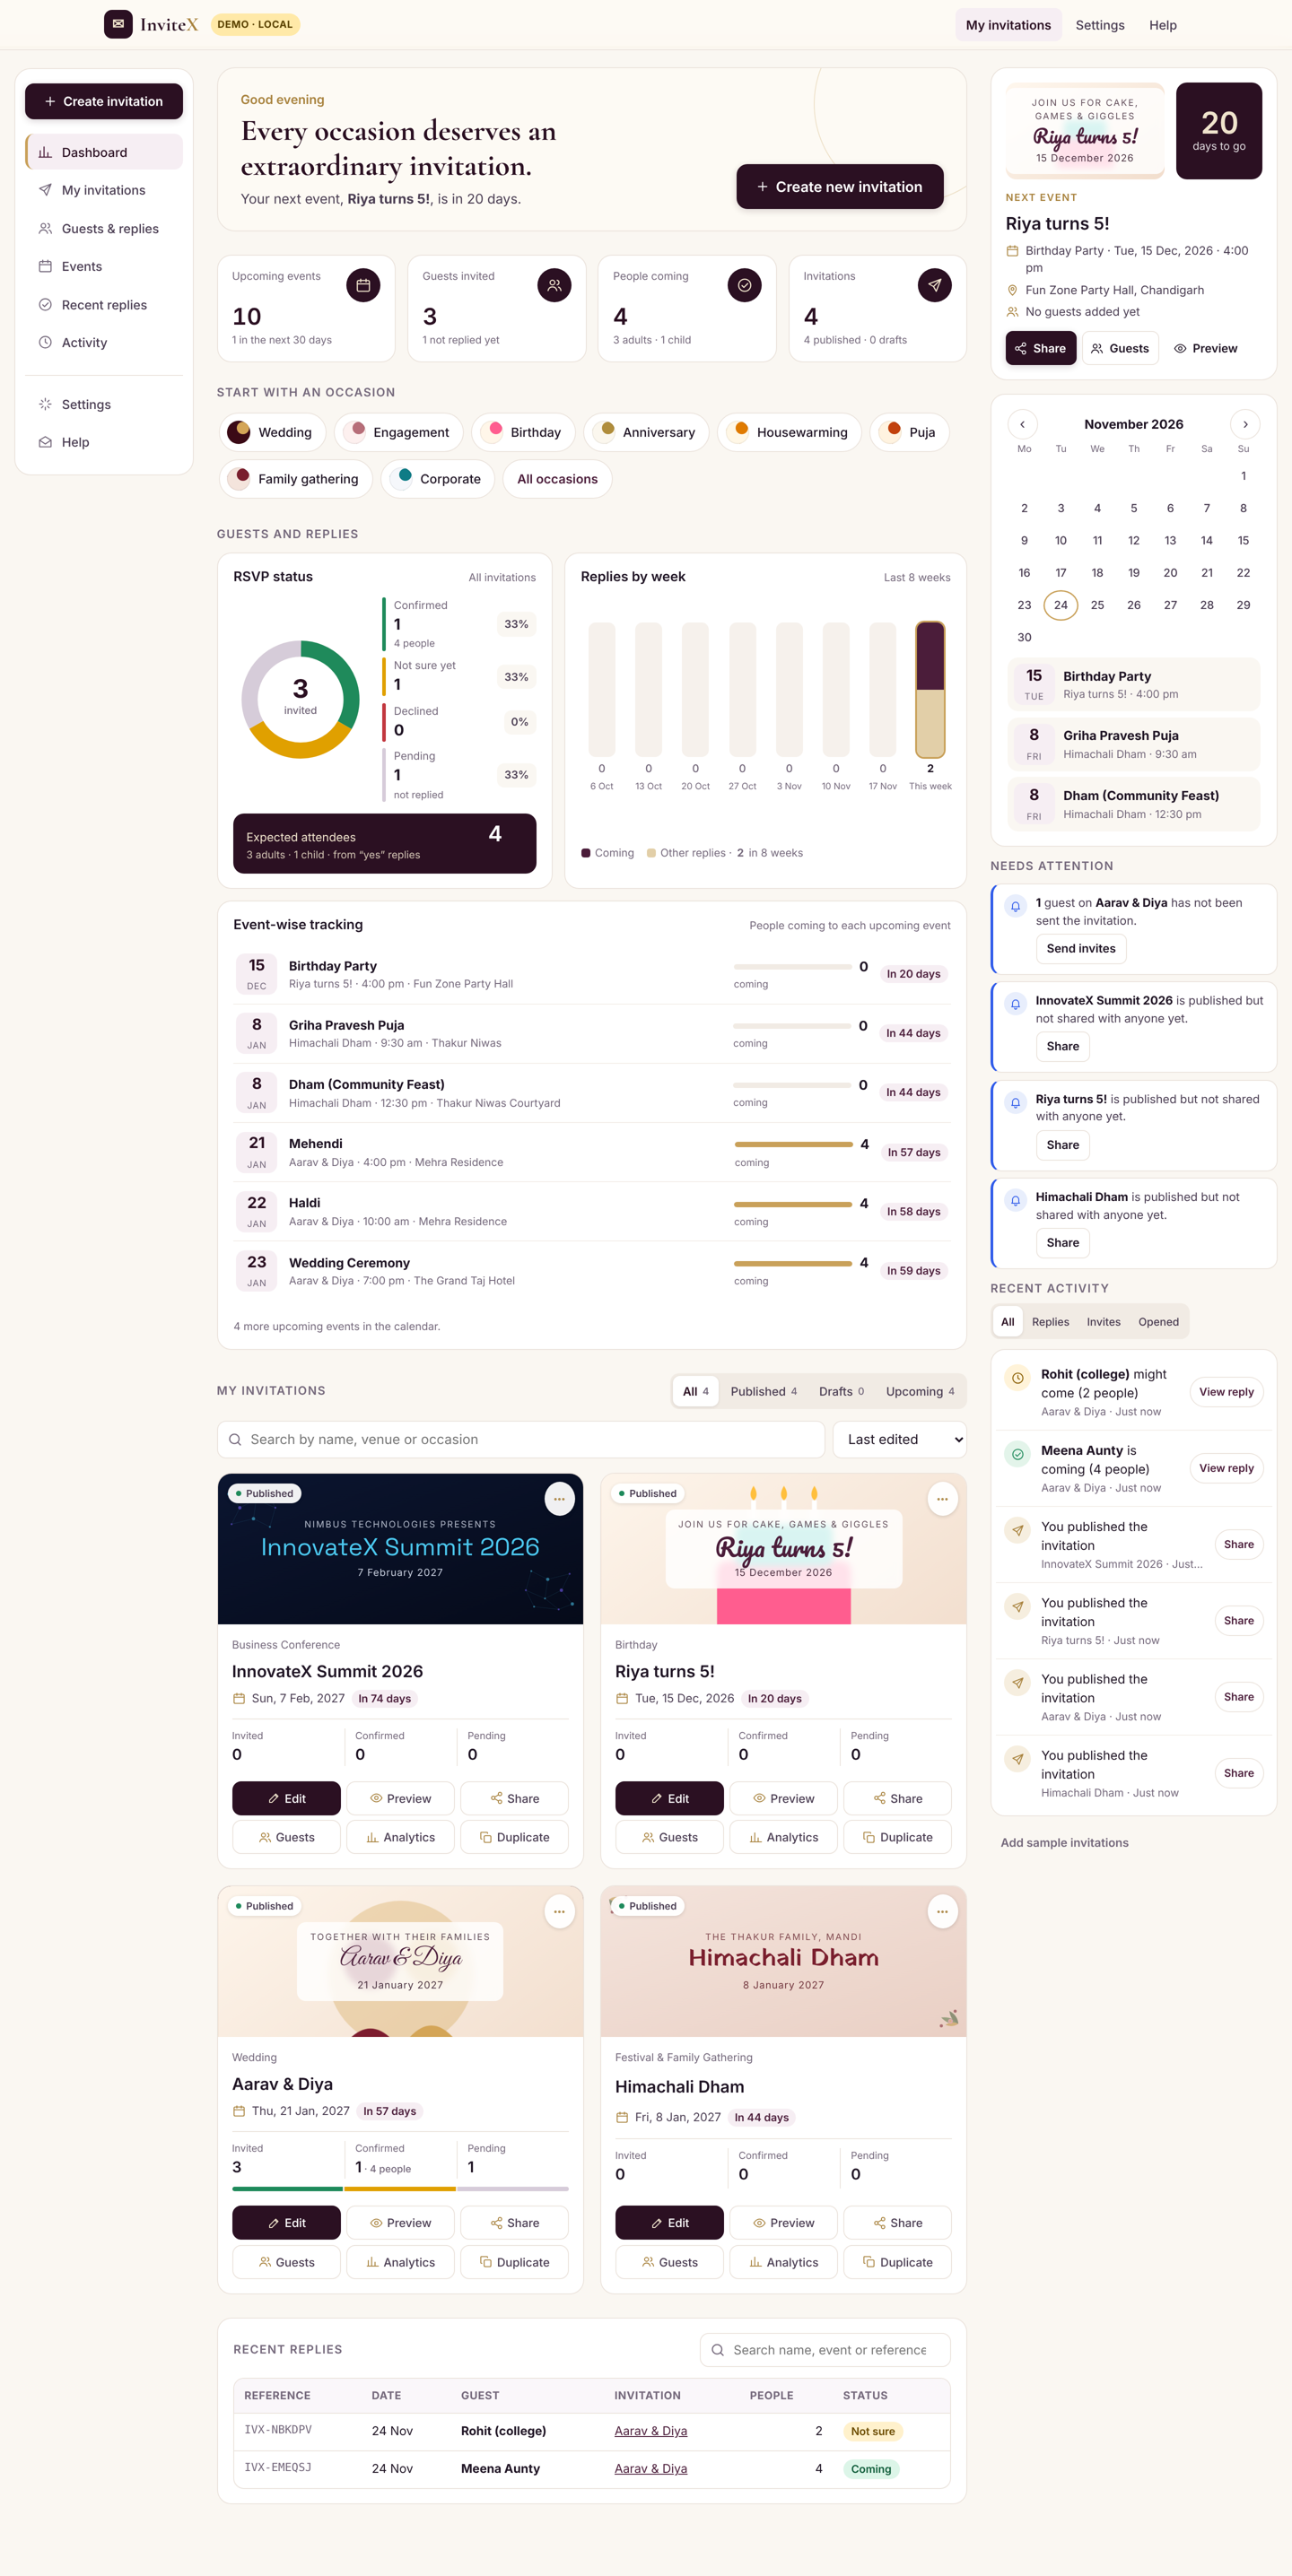 InviteX
DEMO · LOCAL
My invitations
Settings
Help
Create invitation
Dashboard
My invitations
Guests & replies
Events
Recent replies
Activity
Settings
Help
Good evening
Every occasion deserves an
extraordinary invitation.
Your next event, Riya turns 5!, is in 20 days.
Create new invitation
Upcoming events
10
1 in the next 30 days
Guests invited
3
1 not replied yet
People coming
4
3 adults · 1 child
Invitations
4
4 published · 0 drafts
START WITH AN OCCASION
Wedding
Engagement
Birthday
Anniversary
Housewarming
Puja
Family gathering
Corporate
All occasions
GUESTS AND REPLIES
RSVP status
All invitations
3
invited
Confirmed
1
4 people
33%
Not sure yet
1
33%
Declined
0
0%
Pending
1
not replied
33%
Expected attendees
3 adults · 1 child · from “yes” replies
4
Replies by week
Last 8 weeks
0 0 0 0 0 0 0 2
6 Oct 13 Oct 20 Oct 27 Oct 3 Nov 10 Nov 17 Nov This week
Coming
Other replies · 2 in 8 weeks
Event-wise tracking
People coming to each upcoming event
15
DEC
Birthday Party
Riya turns 5! · 4:00 pm · Fun Zone Party Hall
0
coming
In 20 days
8
JAN
Griha Pravesh Puja
Himachali Dham · 9:30 am · Thakur Niwas
0
coming
In 44 days
8
JAN
Dham (Community Feast)
Himachali Dham · 12:30 pm · Thakur Niwas Courtyard
0
coming
In 44 days
21
JAN
Mehendi
Aarav & Diya · 4:00 pm · Mehra Residence
4
coming
In 57 days
22
JAN
Haldi
Aarav & Diya · 10:00 am · Mehra Residence
4
coming
In 58 days
23
JAN
Wedding Ceremony
Aarav & Diya · 7:00 pm · The Grand Taj Hotel
4
coming
In 59 days
4 more upcoming events in the calendar.
MY INVITATIONS
All 4
Published 4
Drafts 0
Upcoming 4
Search by name, venue or occasion
Last edited
Published
NIMBUS TECHNOLOGIES PRESENTS
InnovateX Summit 2026
7 February 2027
Business Conference
InnovateX Summit 2026
Sun, 7 Feb, 2027
In 74 days
Invited
0
Confirmed
0
Pending
0
Edit
Preview
Share
Guests
Analytics
Duplicate
Published
JOIN US FOR CAKE, GAMES & GIGGLES
Riya turns 5!
15 December 2026
Birthday
Riya turns 5!
Tue, 15 Dec, 2026
In 20 days
Invited
0
Confirmed
0
Pending
0
Edit
Preview
Share
Guests
Analytics
Duplicate
Published
TOGETHER WITH THEIR FAMILIES
Aarav & Diya
21 January 2027
Wedding
Aarav & Diya
Thu, 21 Jan, 2027
In 57 days
Invited
3
Confirmed
1 · 4 people
Pending
1
Edit
Preview
Share
Guests
Analytics
Duplicate
Published
THE THAKUR FAMILY, MANDI
Himachali Dham
8 January 2027
Festival & Family Gathering
Himachali Dham
Fri, 8 Jan, 2027
In 44 days
Invited
0
Confirmed
0
Pending
0
Edit
Preview
Share
Guests
Analytics
Duplicate
RECENT REPLIES
Search name, event or reference
REFERENCE DATE GUEST INVITATION PEOPLE STATUS
IVX-NBKDPV 24 Nov Rohit (college) Aarav & Diya 2 Not sure
IVX-EMEQSJ 24 Nov Meena Aunty Aarav & Diya 4 Coming
JOIN US FOR CAKE,
GAMES & GIGGLES
Riya turns 5!
15 December 2026
20
days to go
NEXT EVENT
Riya turns 5!
Birthday Party · Tue, 15 Dec, 2026 · 4:00
pm
Fun Zone Party Hall, Chandigarh
No guests added yet
Share
Guests
Preview
‹
November 2026
›
Mo Tu We Th Fr Sa Su
1
2 3 4 5 6 7 8
9 10 11 12 13 14 15
16 17 18 19 20 21 22
23 24 25 26 27 28 29
30
15
TUE
Birthday Party
Riya turns 5! · 4:00 pm
8
FRI
Griha Pravesh Puja
Himachali Dham · 9:30 am
8
FRI
Dham (Community Feast)
Himachali Dham · 12:30 pm
NEEDS ATTENTION
1 guest on Aarav & Diya has not been
sent the invitation.
Send invites
InnovateX Summit 2026 is published but
not shared with anyone yet.
Share
Riya turns 5! is published but not shared
with anyone yet.
Share
Himachali Dham is published but not
shared with anyone yet.
Share
RECENT ACTIVITY
All
Replies
Invites
Opened
Rohit (college) might
come (2 people)
Aarav & Diya · Just now
View reply
Meena Aunty is
coming (4 people)
Aarav & Diya · Just now
View reply
You published the
invitation
InnovateX Summit 2026 · Just...
Share
You published the
invitation
Riya turns 5! · Just now
Share
You published the
invitation
Aarav & Diya · Just now
Share
You published the
invitation
Himachali Dham · Just now
Share
Add sample invitations